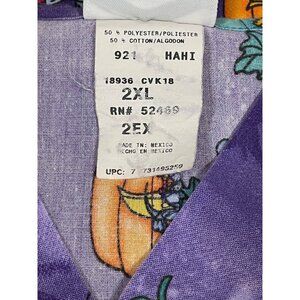 50 % POLYESTER/POLIESTER
50 % COTTON/ALGODON
921 HAHI
18936 CVK18
2XL
RN# 52469
2EX
MADE IN: MEXICO
HECHO EN MEXICO
UPC: 7